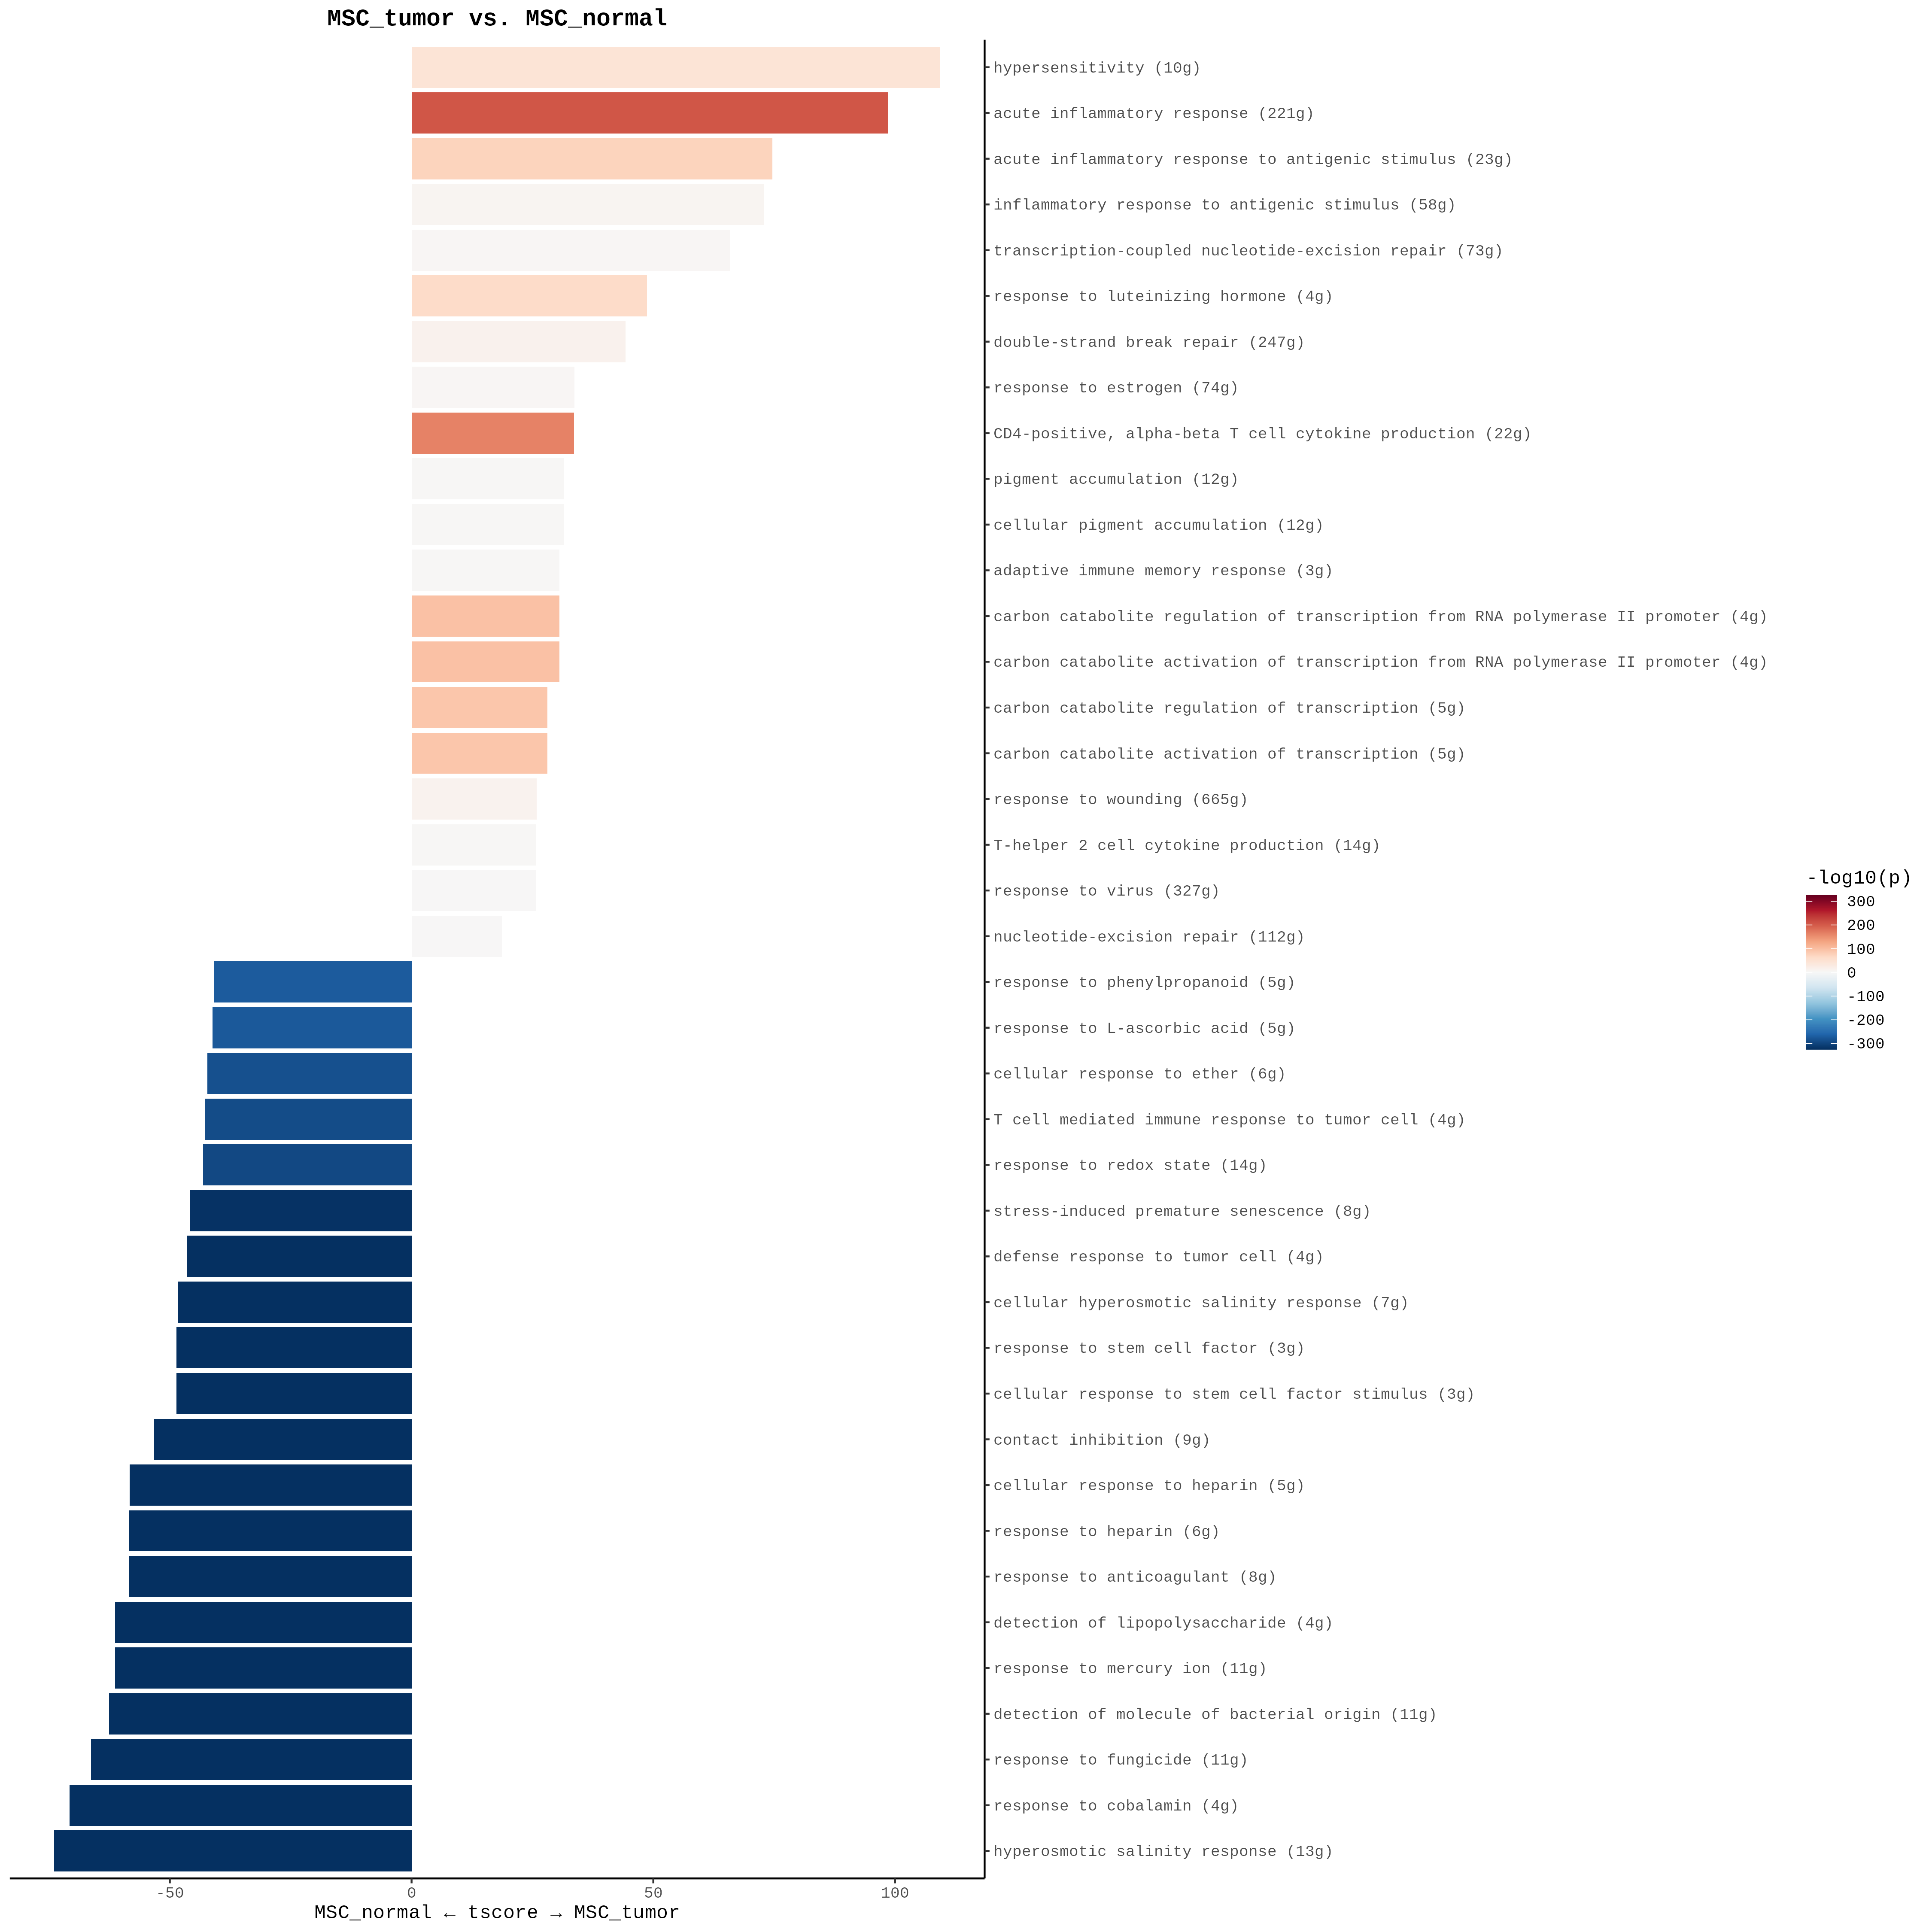 MSC_tumor vs. MSC_normal
hypersensitivity (10g)
acute inflammatory response (221g)
acute inflammatory response to antigenic stimulus (23g)
inflammatory response to antigenic stimulus (58g)
transcription-coupled nucleotide-excision repair (73g)
response to luteinizing hormone (4g)
double-strand break repair (247g)
response to estrogen (74g)
CD4-positive, alpha-beta T cell cytokine production (22g)
pigment accumulation (12g)
cellular pigment accumulation (12g)
adaptive immune memory response (3g)
carbon catabolite regulation of transcription from RNA polymerase II promoter (4g)
carbon catabolite activation of transcription from RNA polymerase II promoter (4g)
carbon catabolite regulation of transcription (5g)
carbon catabolite activation of transcription (5g)
response to wounding (665g)
T-helper 2 cell cytokine production (14g)
response to virus (327g)
nucleotide-excision repair (112g)
response to phenylpropanoid (5g)
response to L-ascorbic acid (5g)
cellular response to ether (6g)
T cell mediated immune response to tumor cell (4g)
response to redox state (14g)
stress-induced premature senescence (8g)
defense response to tumor cell (4g)
cellular hyperosmotic salinity response (7g)
response to stem cell factor (3g)
cellular response to stem cell factor stimulus (3g)
contact inhibition (9g)
cellular response to heparin (5g)
response to heparin (6g)
response to anticoagulant (8g)
detection of lipopolysaccharide (4g)
response to mercury ion (11g)
detection of molecule of bacterial origin (11g)
response to fungicide (11g)
response to cobalamin (4g)
hyperosmotic salinity response (13g)
-50 0 50 100
MSC_normal ← tscore → MSC_tumor
-log10(p)
300
200
100
0
-100
-200
-300